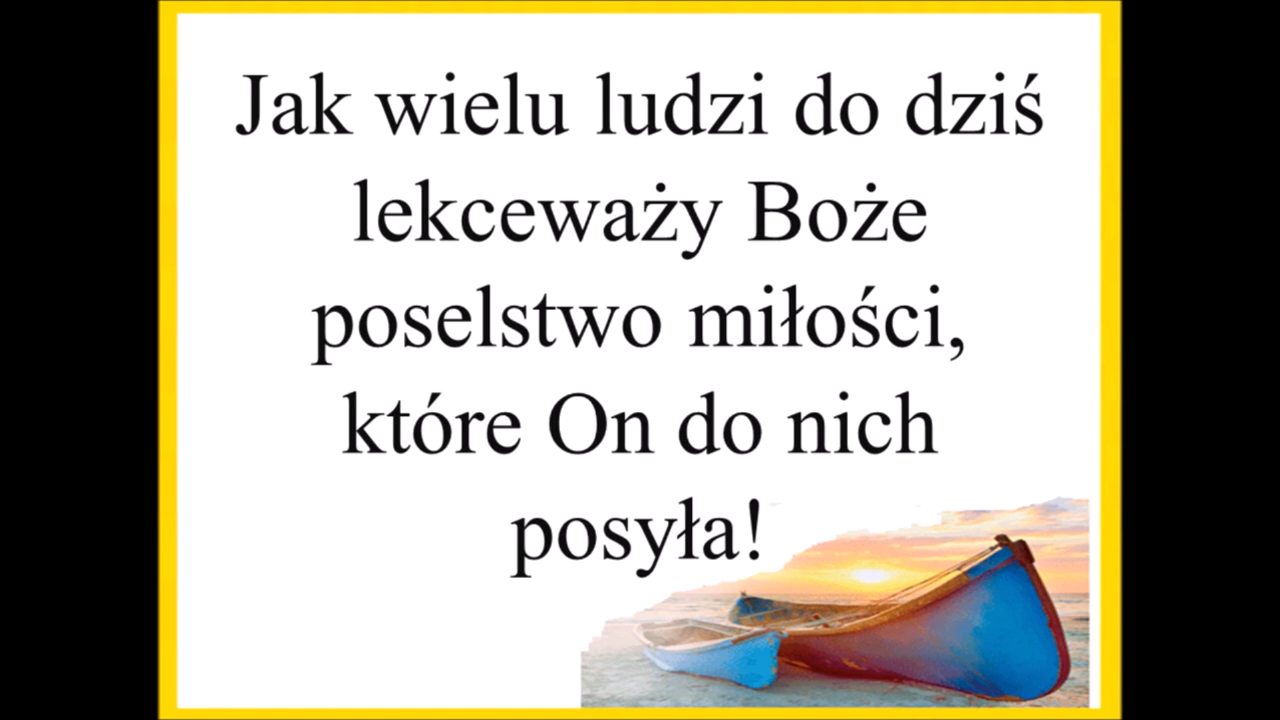 Jak wielu ludzi do dziś
lekceważy Boże
poselstwo miłości,
które On do nich
posyła!